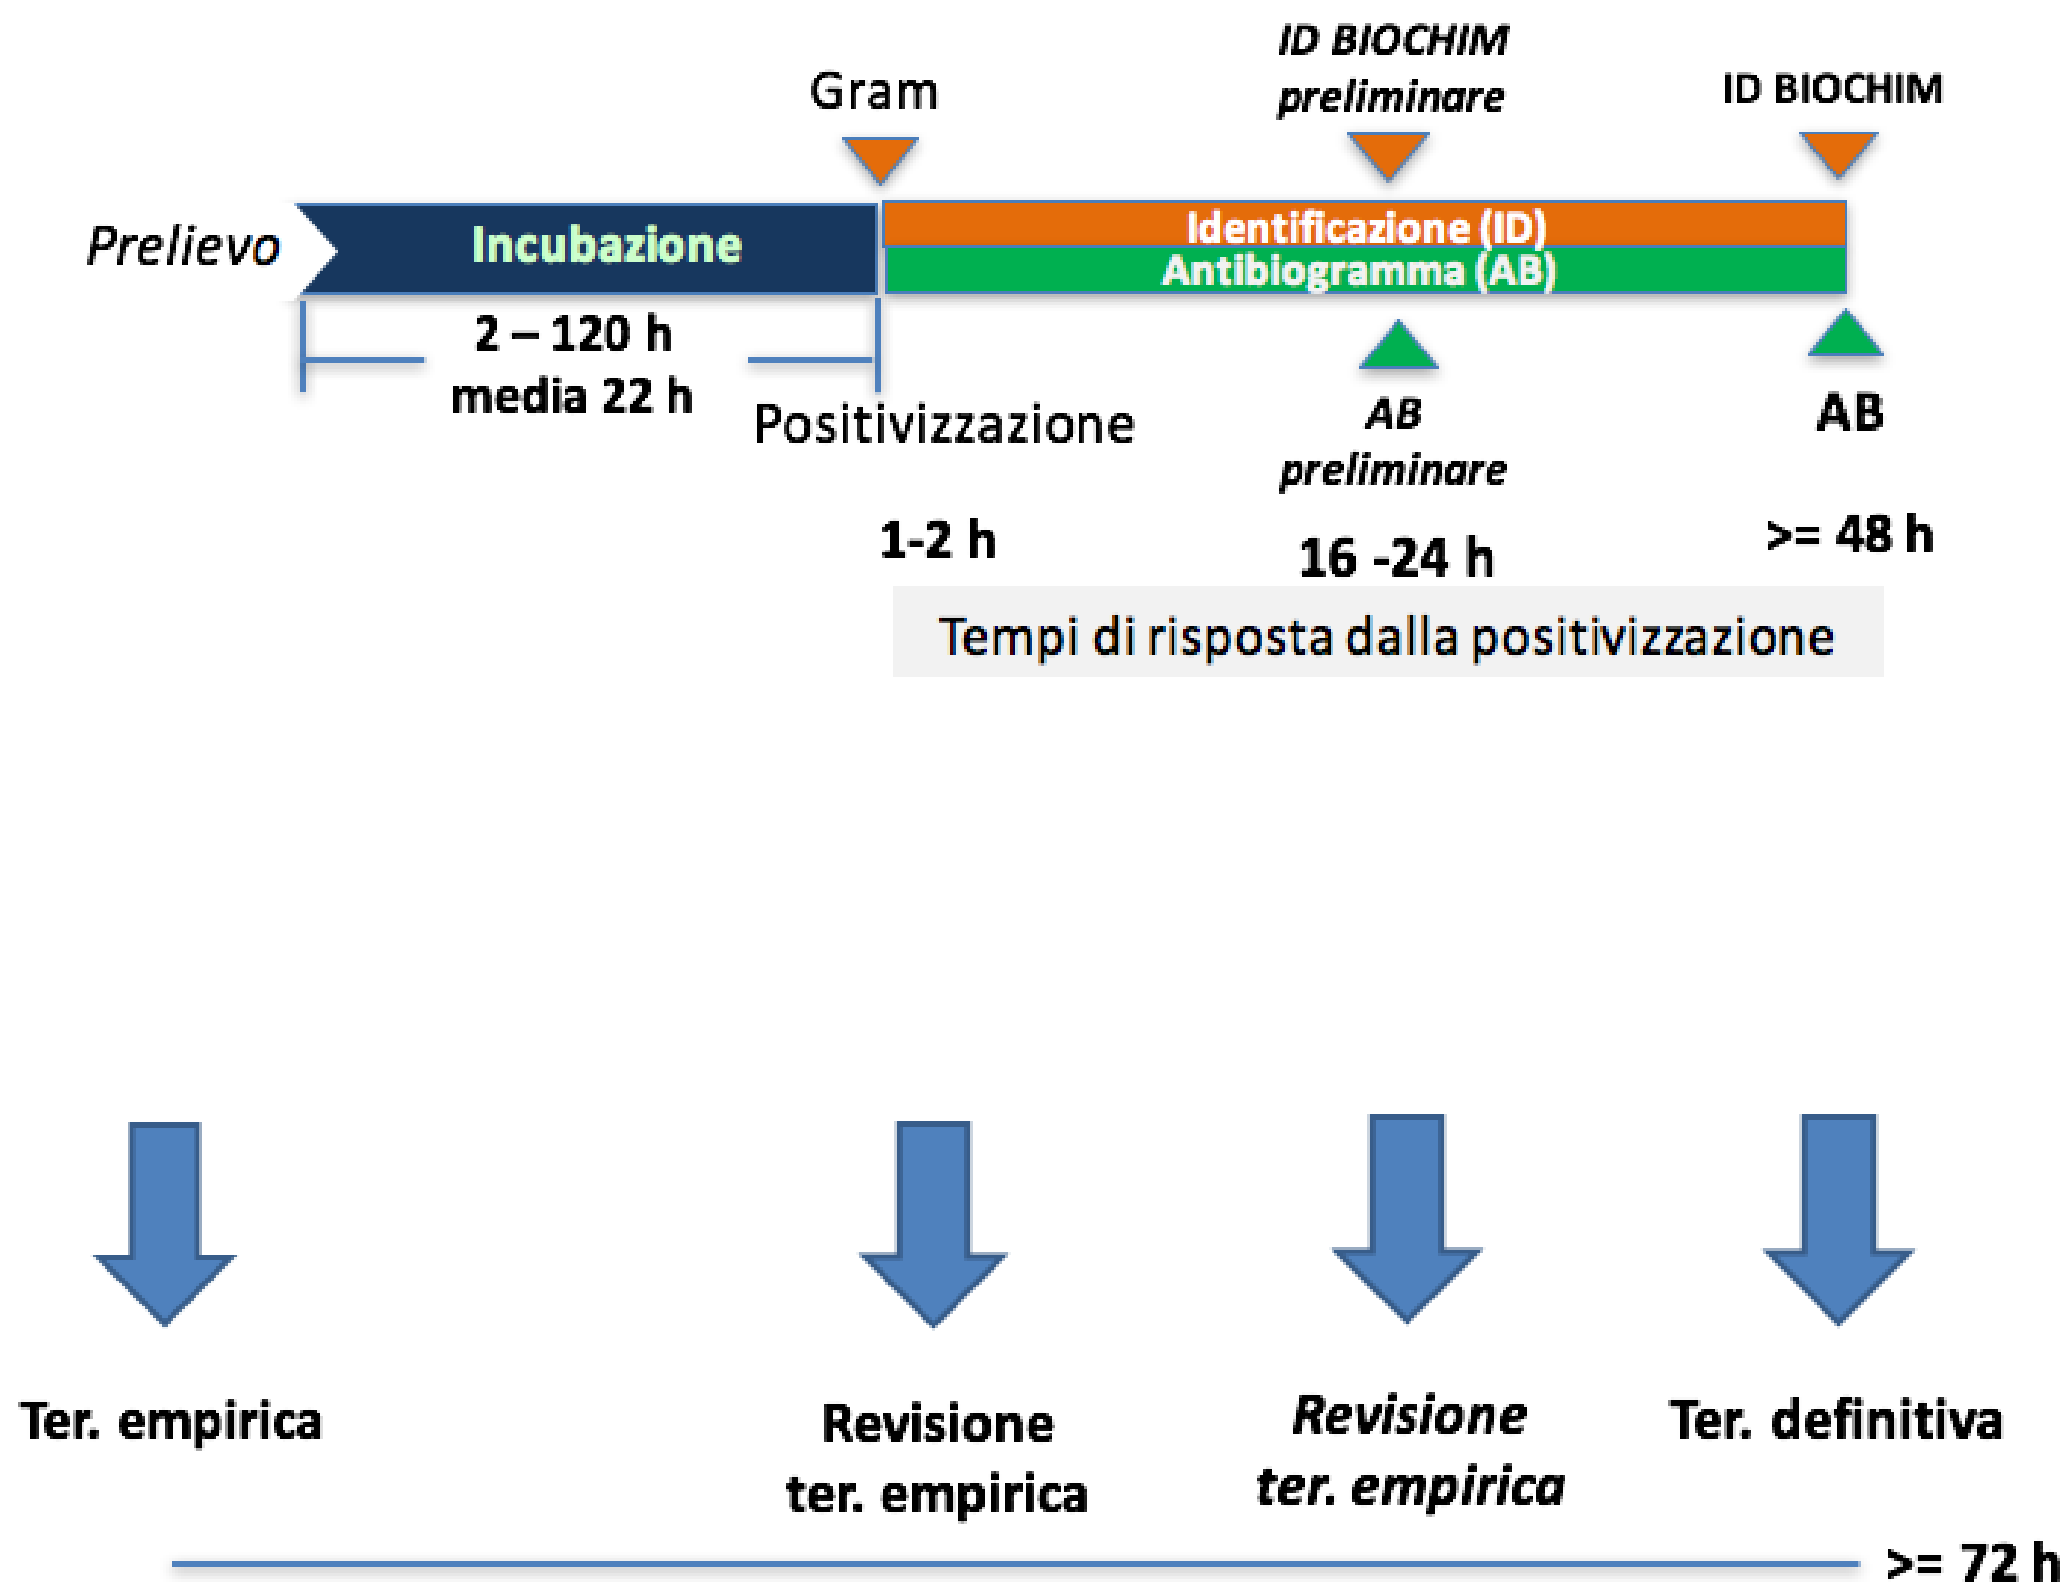 ID BIOCHIM
preliminare
Gram
ID BIOCHIM
Prelievo
Incubazione
Identificazione (ID)
Antibiogramma (AB)
2 – 120 h
media 22 h
Positivizzazione
AB
preliminare
AB
1-2 h
16 -24 h
>= 48 h
Tempi di risposta dalla positivizzazione
Ter. empirica
Revisione
ter. empirica
Revisione
ter. empirica
Ter. definitiva
>= 72 h